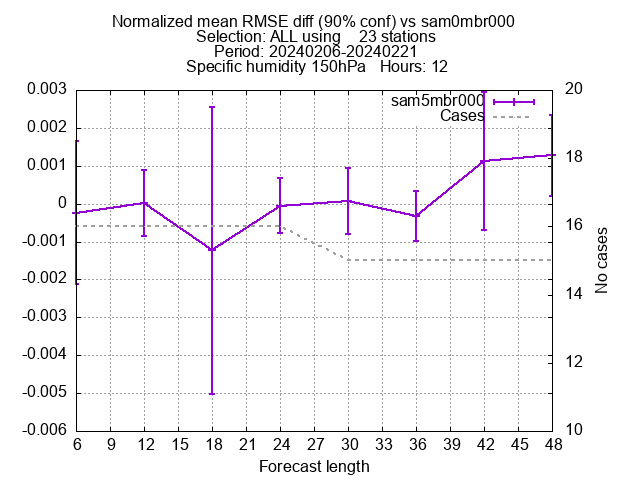 Normalized mean RMSE diff (90% conf) vs sam0mbr000
Selection: ALL using    23 stations
Period: 20240206-20240221
Specific humidity 150hPa   Hours: 12
sam5mbr000
Cases
0.003
0.002
0.001
0
-0.001
-0.002
-0.003
-0.004
-0.005
-0.006
20
18
16
14
12
10
No cases
6 9 12 15 18 21 24 27 30 33 36 39 42 45 48
Forecast length